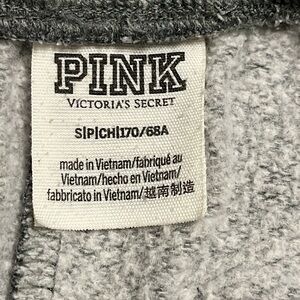 PINK
VICTORIA'S SECRET
S|P|CH|170/68A
made in Vietnam/fabriqué au
Vietnam/hecho en Vietnam/
fabbricato in Vietnam/越南制造